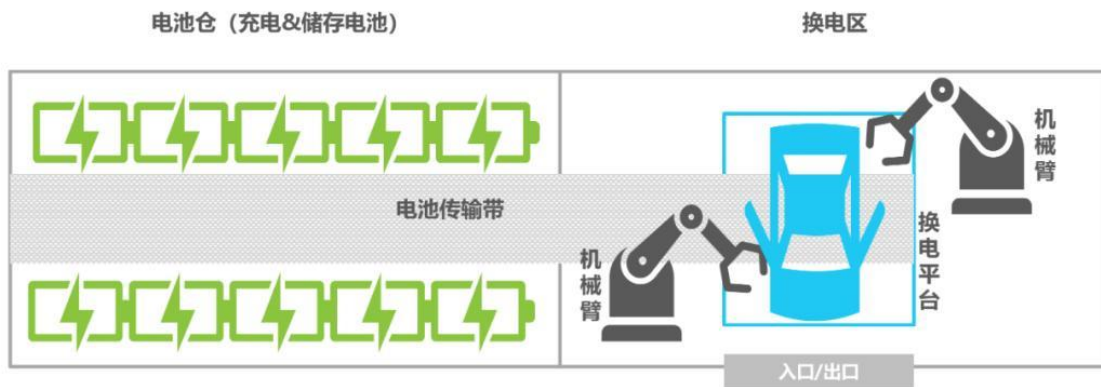 电池仓（充电&储存电池）
换电区
电池传输带
机械臂
机械臂
换电平台
入口/出口